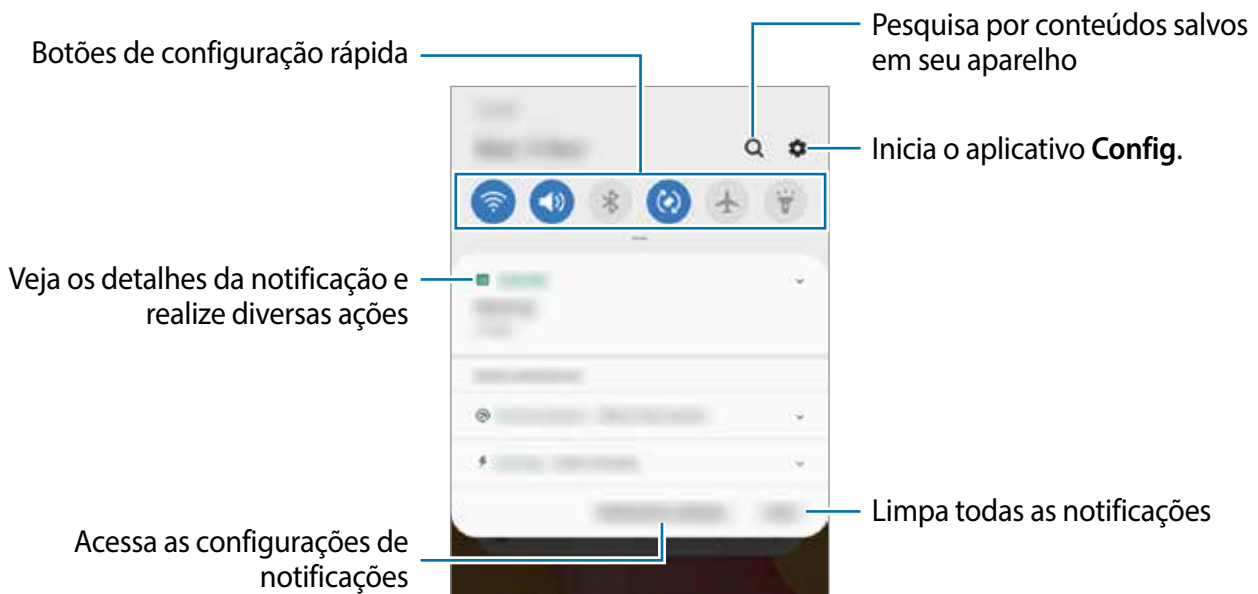 Pesquisa por conteúdos salvos
em seu aparelho
Botões de configuração rápida
Inicia o aplicativo Config.
Veja os detalhes da notificação e
realize diversas ações
Limpa todas as notificações
Acessa as configurações de
notificações